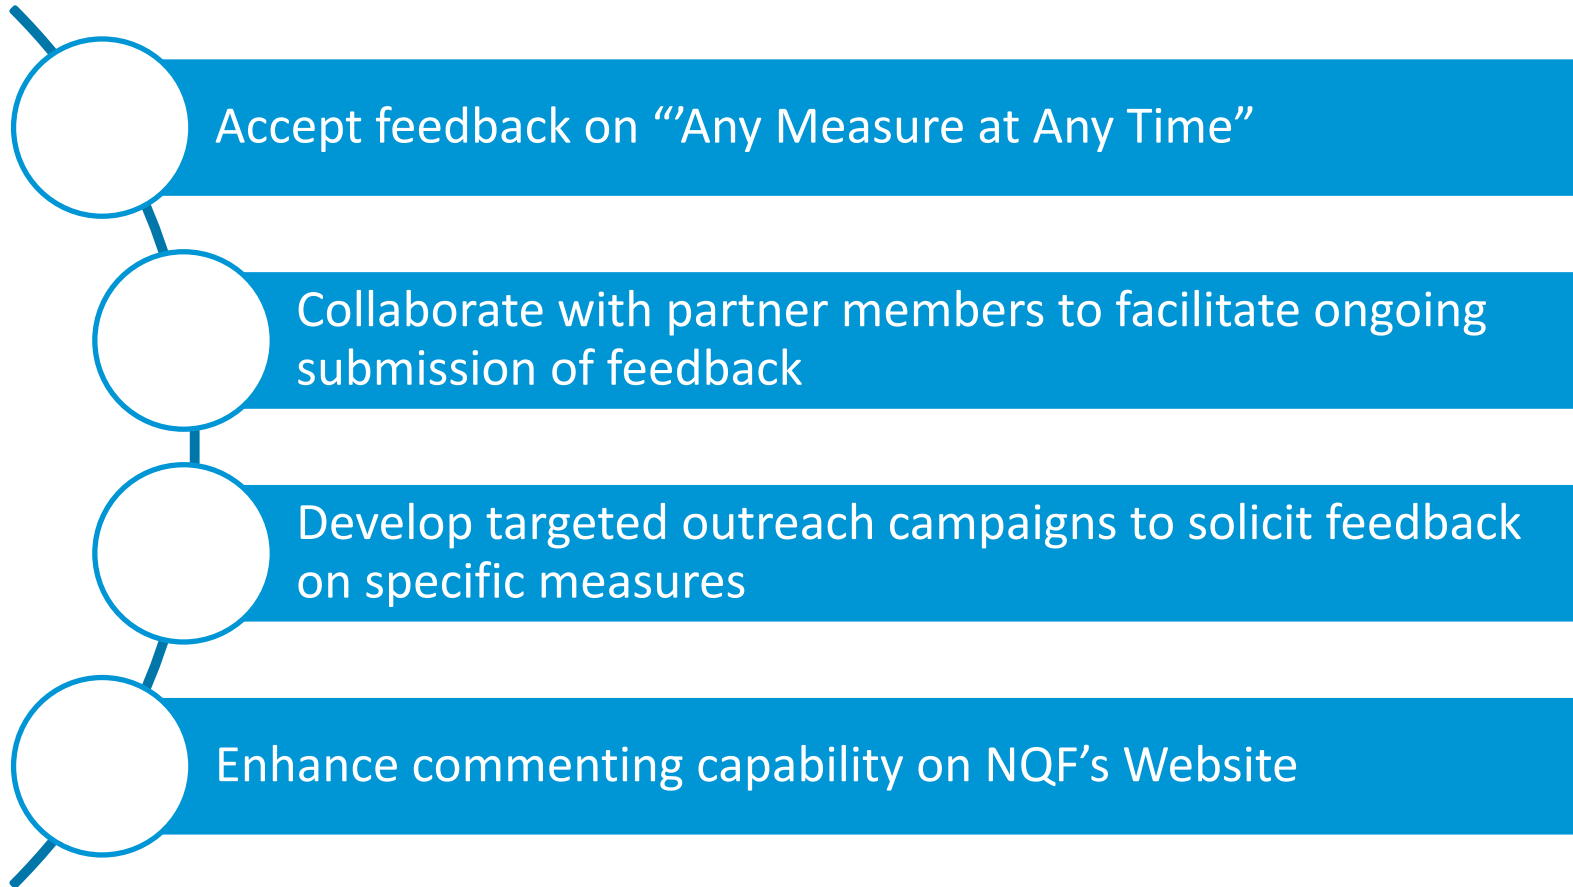 Accept feedback on “’Any Measure at Any Time”
Collaborate with partner members to facilitate ongoing
submission of feedback
Develop targeted outreach campaigns to solicit feedback
on specific measures
Enhance commenting capability on NQF’s Website